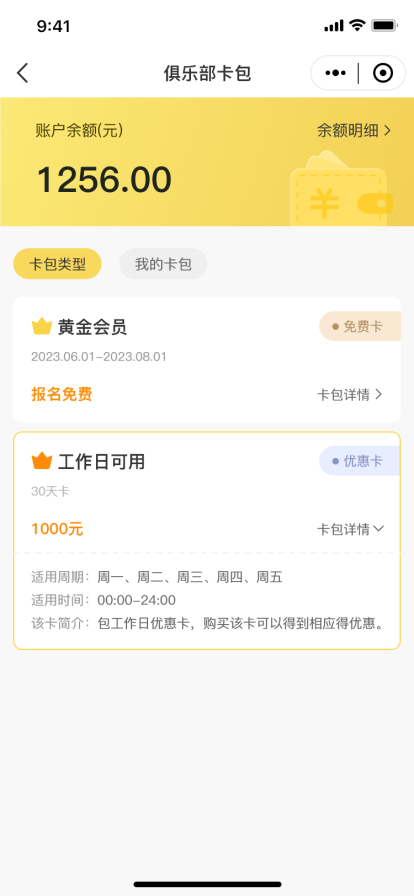 9:41
俱乐部卡包
账户余额(元)
余额明细
1256.00
¥
卡包类型
我的卡包
黄金会员
免费卡
2023.06.01-2023.08.01
报名免费
卡包详情
工作日可用
优惠卡
30天卡
1000元
卡包详情
适用周期：周一、周二、周三、周四、周五
适用时间：00:00-24:00
该卡简介：包工作日优惠卡，购买该卡可以得到相应得优惠。